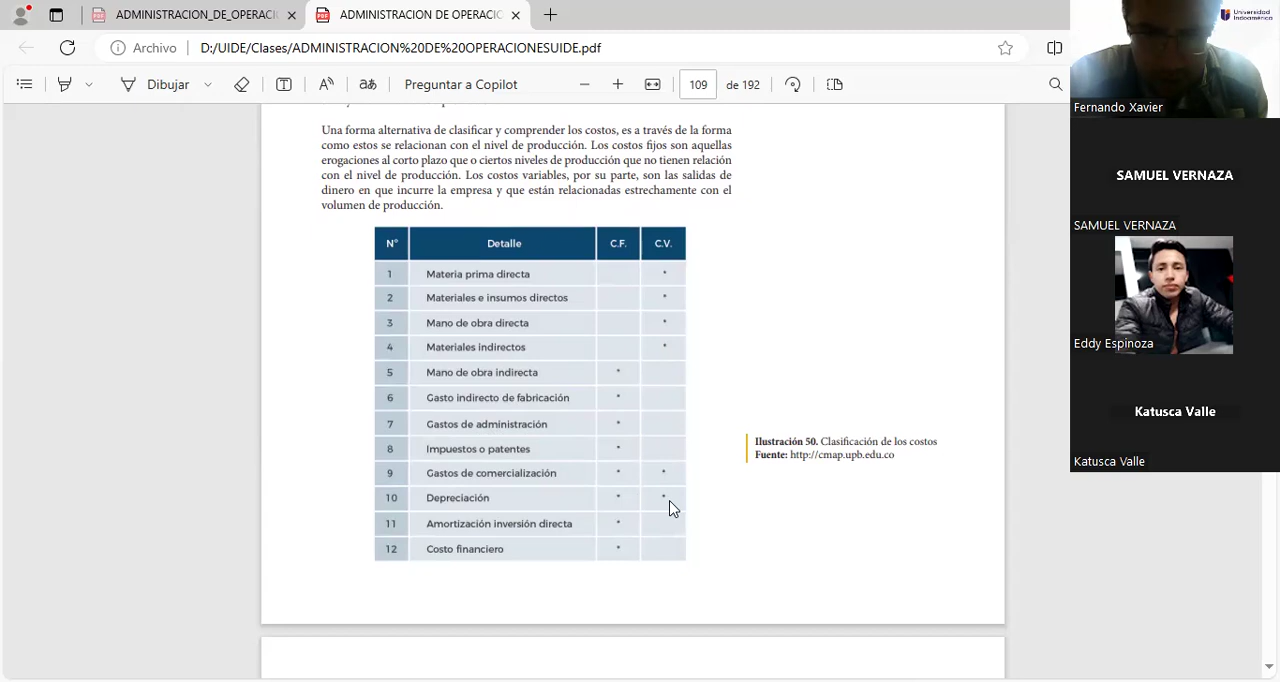 ADMINISTRACION_DE_OPERACI
ADMINISTRACION DE OPERACIO
Archivo
D:/UIDE/Clases/ADMINISTRACION%20DE%20OPERACIONESUIDE.pdf
Dibujar
Preguntar a Copilot
109 de 192
Universidad
Indoamérica
Fernando Xavier
SAMUEL VERNAZA
SAMUEL VERNAZA
Eddy Espinoza
Katusca Valle
Katusca Valle
Una forma alternativa de clasificar y comprender los costos, es a través de la forma
como estos se relacionan con el nivel de producción. Los costos fijos son aquellas
erogaciones al corto plazo que o ciertos niveles de producción que no tienen relación
con el nivel de producción. Los costos variables, por su parte, son las salidas de
dinero en que incurre la empresa y que están relacionadas estrechamente con el
volumen de producción.
N° Detalle C.F. C.V.
1 Materia prima directa *
2 Materiales e insumos directos *
3 Mano de obra directa *
4 Materiales indirectos *
5 Mano de obra indirecta *
6 Gasto indirecto de fabricación *
7 Gastos de administración *
8 Impuestos o patentes *
9 Gastos de comercialización * *
10 Depreciación * *
11 Amortización inversión directa *
12 Costo financiero *
Ilustración 50. Clasificación de los costos
Fuente: http://cmap.upb.edu.co